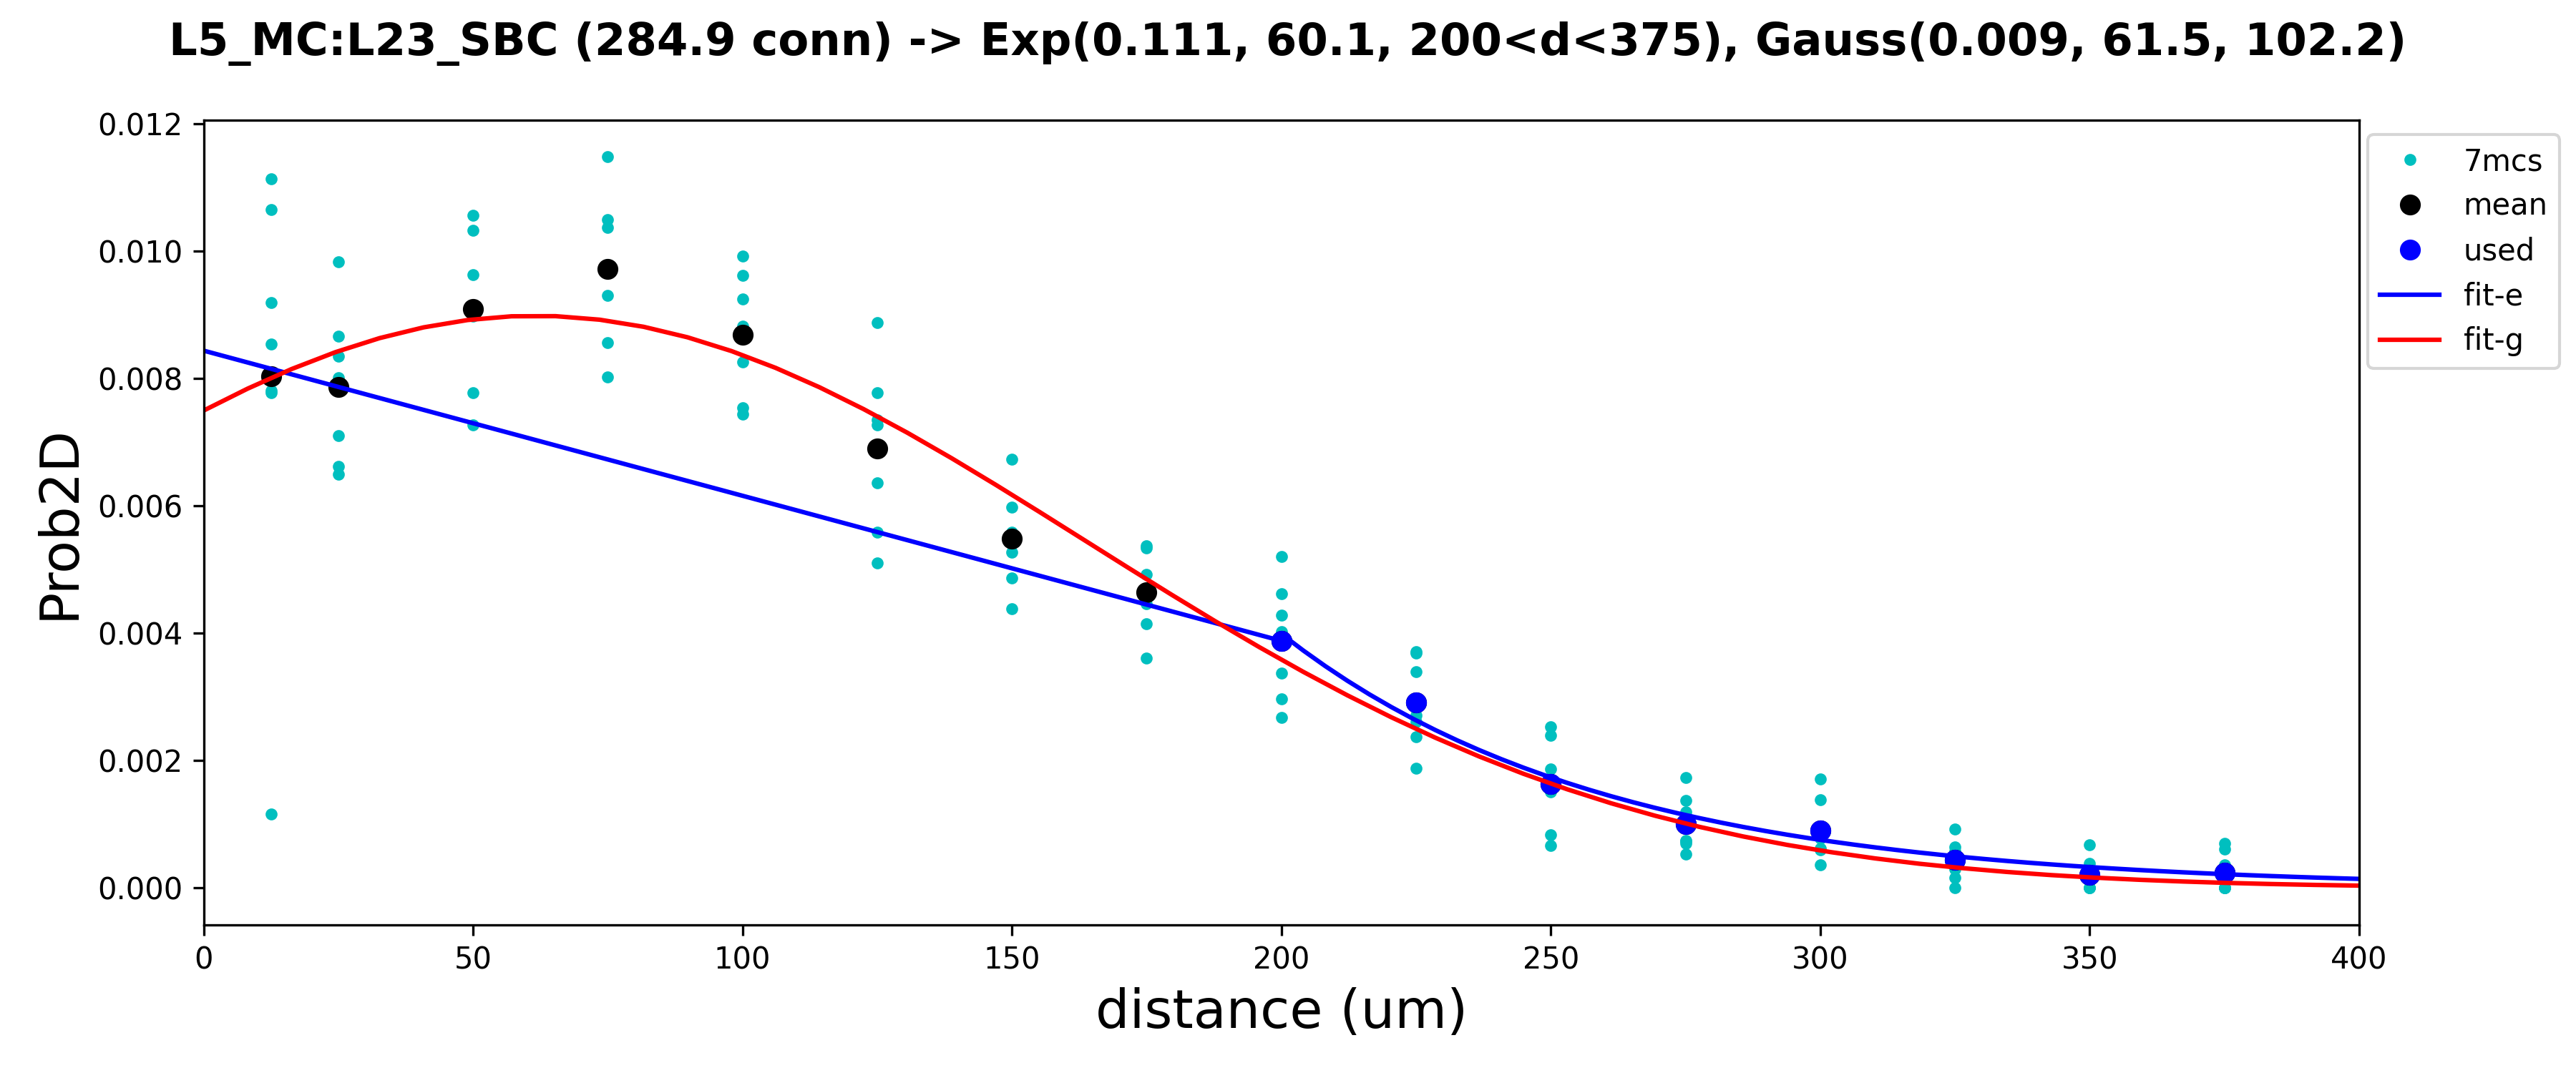 L5_MC:L23_SBC (284.9 conn) -> Exp(0.111, 60.1, 200<d<375), Gauss(0.009, 61.5, 102.2)
0.012
0.010
0.008
0.006
0.004
0.002
0.000
Prob2D
0 50 100 150 200 250 300 350 400
distance (um)
7mcs
mean
used
fit-e
fit-g